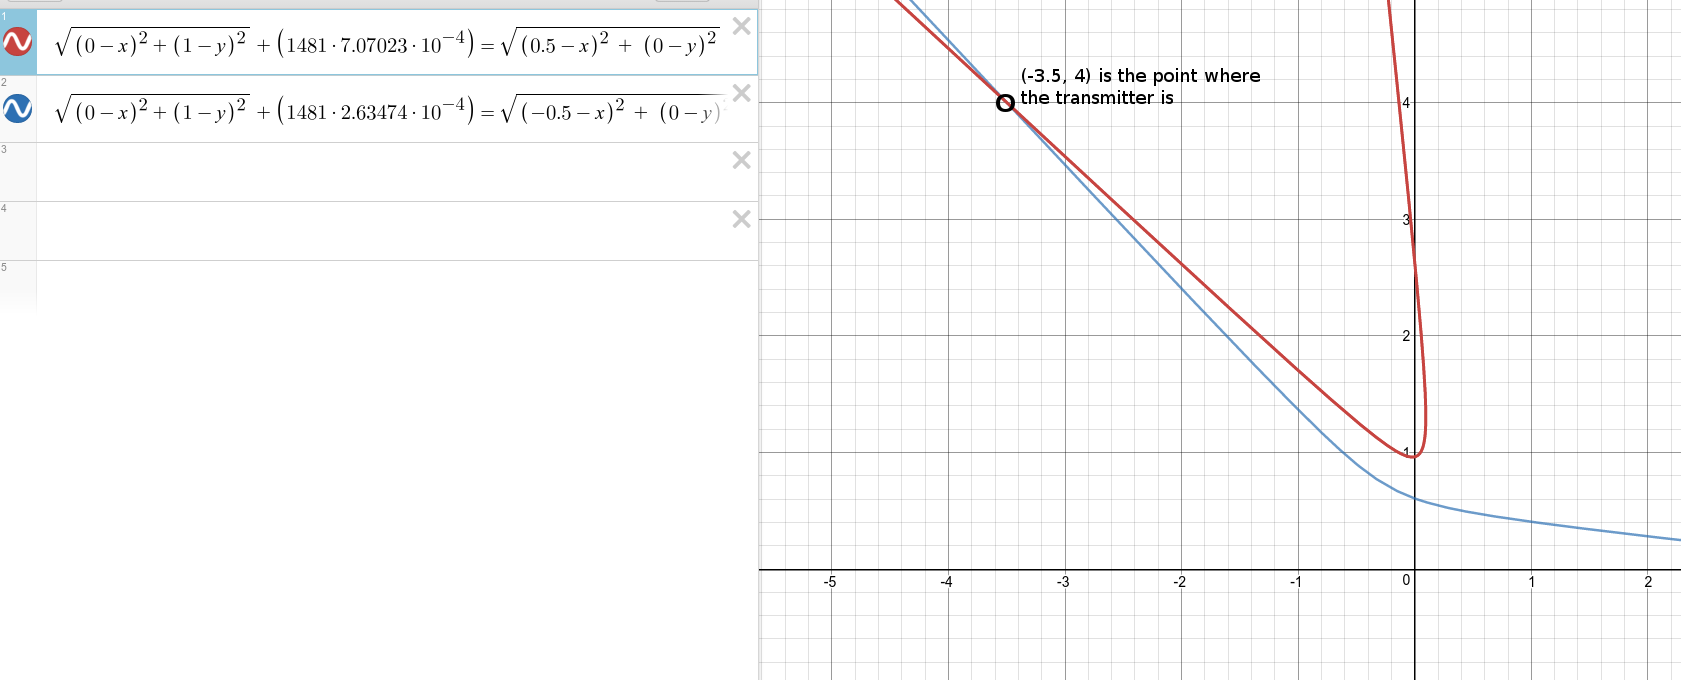 1
√(0−x)²+(1−y)² +(1481·7.07023·10⁻⁴)=√(0.5−x)² + (0−y)²
2
√(0−x)²+(1−y)² +(1481·2.63474·10⁻⁴)=√(−0.5−x)² + (0−y)
3
4
5
(-3.5, 4) is the point where
the transmitter is
4
3
2
1
-5 -4 -3 -2 -1 0 1 2